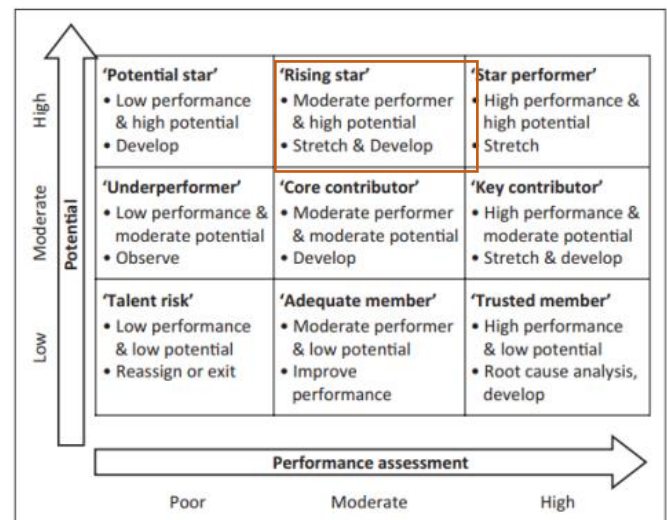 High
Moderate
Low
Potential
'Potential star'
• Low performance
& high potential
• Develop
'Rising star'
• Moderate performer
& high potential
• Stretch & Develop
'Star performer'
• High performance &
high potential
• Stretch
'Underperformer'
• Low performance &
moderate potential
• Observe
'Core contributor'
• Moderate performer
& moderate potential
• Develop
'Key contributor'
• High performance &
moderate potential
• Stretch & develop
'Talent risk'
• Low performance
& low potential
• Reassign or exit
'Adequate member'
• Moderate performer
& low potential
• Improve
performance
'Trusted member'
• High performance
& low potential
• Root cause analysis,
develop
Performance assessment
Poor
Moderate
High